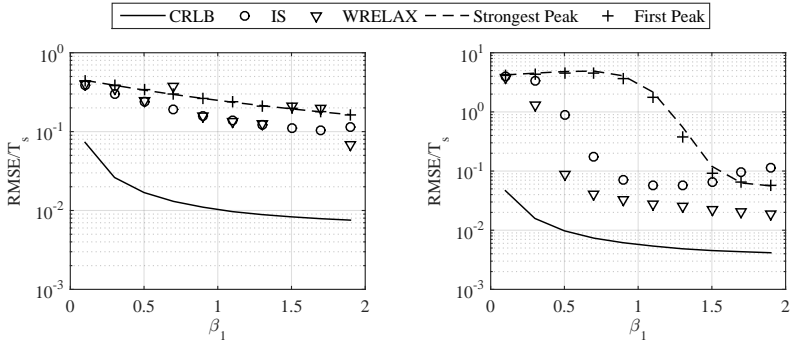 CRLB IS WRELAX Strongest Peak First Peak
10^0
10^-1
10^-2
10^-3
RMSE/T_s
0 0.5 1 1.5 2
β_1
10^1
10^0
10^-1
10^-2
10^-3
RMSE/T_s
0 0.5 1 1.5 2
β_1